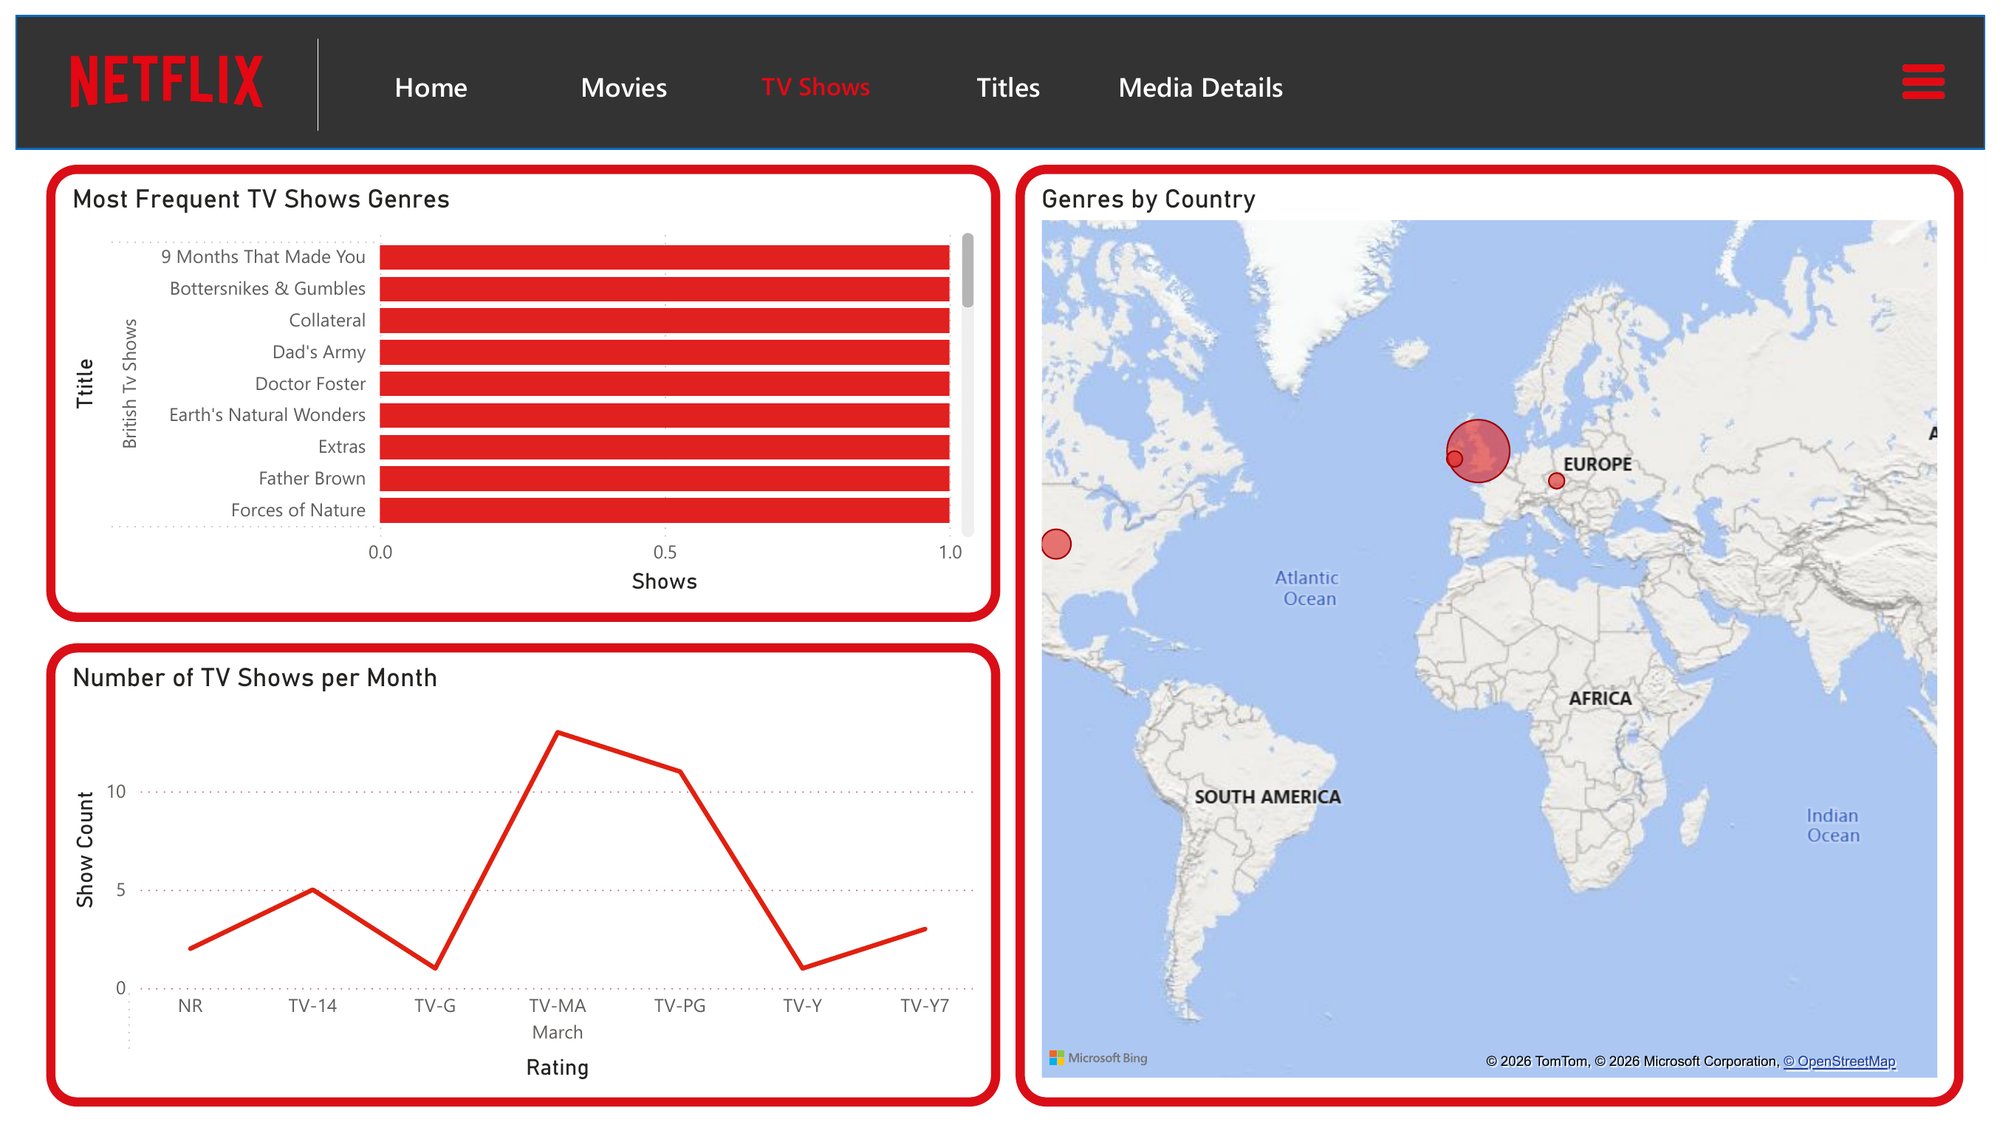 NETFLIX
Home Movies TV Shows Titles Media Details
Most Frequent TV Shows Genres
Ttitle
British Tv Shows
9 Months That Made You
Bottersnikes & Gumbles
Collateral
Dad's Army
Doctor Foster
Earth's Natural Wonders
Extras
Father Brown
Forces of Nature
0.0 0.5 1.0
Shows
Number of TV Shows per Month
Show Count
10
5
0
NR TV-14 TV-G TV-MA TV-PG TV-Y TV-Y7
March
Rating
Genres by Country
EUROPE
A
Atlantic
Ocean
AFRICA
SOUTH AMERICA
Indian
Ocean
Microsoft Bing
© 2026 TomTom, © 2026 Microsoft Corporation, © OpenStreetMap